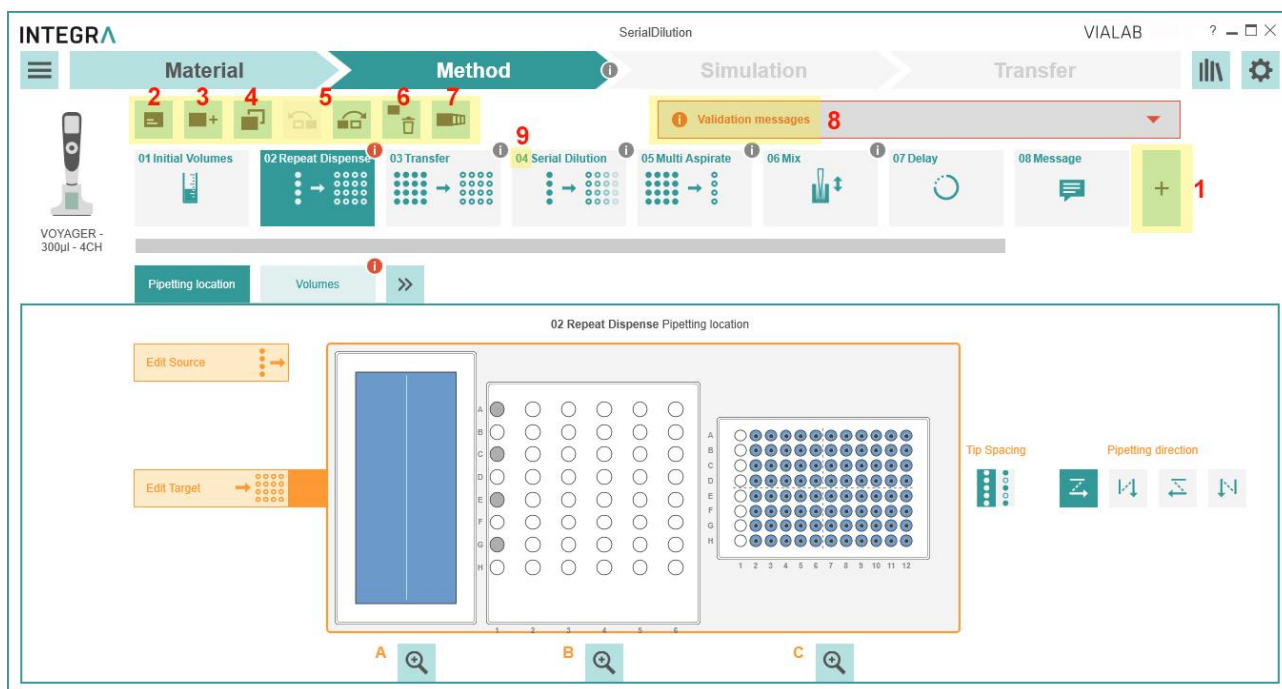 INTEGRA
SerialDilution
VIALAB
?
Material
Method
Simulation
Transfer
2
3
4
5
6
7
Validation messages
8
9
01 Initial Volumes
02 Repeat Dispense
03 Transfer
04 Serial Dilution
05 Multi Aspirate
06 Mix
07 Delay
08 Message
+
1
VOYAGER -
300µl - 4CH
Pipetting location
Volumes
02 Repeat Dispense Pipetting location
Edit Source
Edit Target
A
B
C
D
E
F
G
H
1 2 3 4 5 6
A
B
C
D
E
F
G
H
1 2 3 4 5 6 7 8 9 10 11 12
Tip Spacing
Pipetting direction
A
B
C